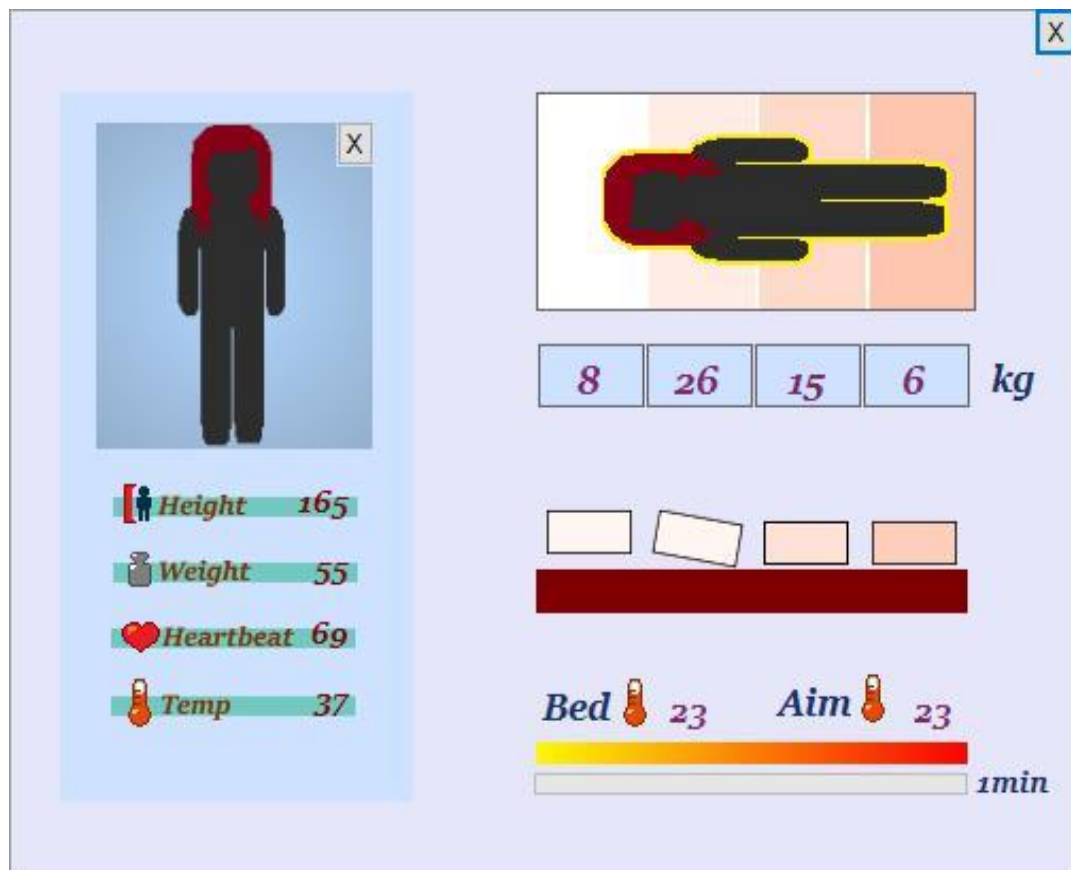 X
X
Height 165
Weight 55
Heartbeat 69
Temp 37
8 26 15 6 kg
Bed 23 Aim 23
1min